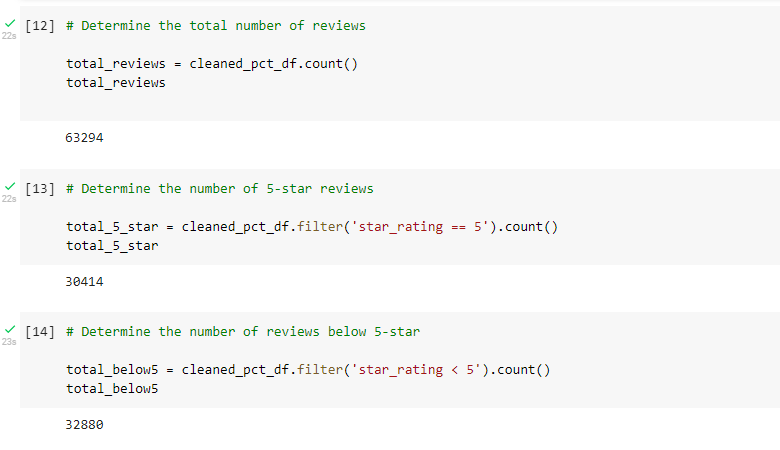 [12] # Determine the total number of reviews
22s
total_reviews = cleaned_pct_df.count()
total_reviews
63294
[13] # Determine the number of 5-star reviews
22s
total_5_star = cleaned_pct_df.filter('star_rating == 5').count()
total_5_star
30414
[14] # Determine the number of reviews below 5-star
23s
total_below5 = cleaned_pct_df.filter('star_rating < 5').count()
total_below5
32880